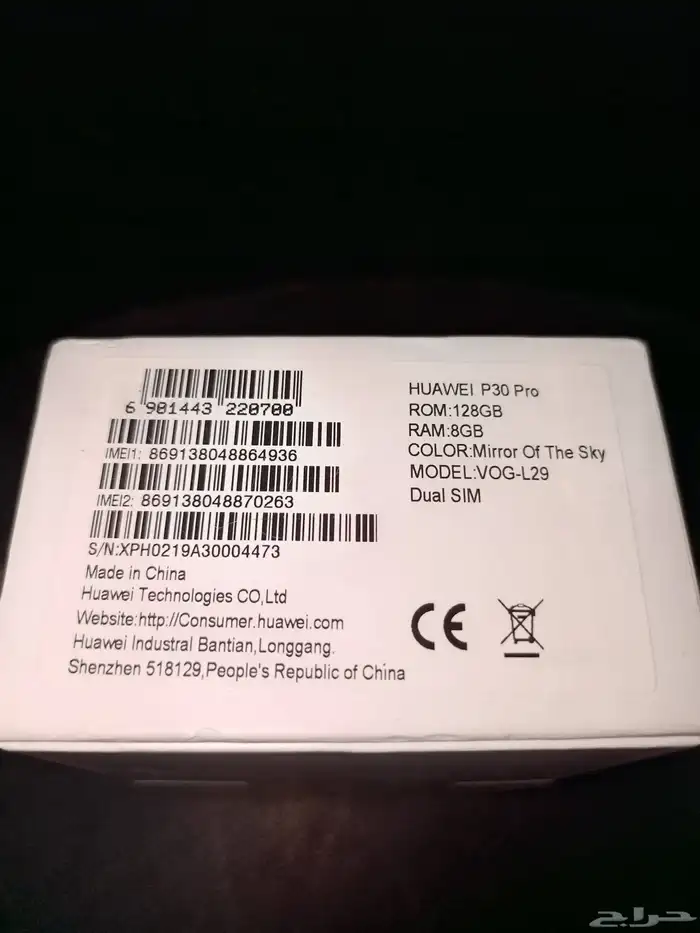 6 901443 220700
IMEI1: 869138048864936
IMEI2: 869138048870263
S/N:XPH0219A30004473
Made in China
Huawei Technologies CO,Ltd
Website:http://Consumer.huawei.com
Huawei Industral Bantian,Longgang.
Shenzhen 518129,People's Republic of China
HUAWEI P30 Pro
ROM:128GB
RAM:8GB
COLOR:Mirror Of The Sky
MODEL:VOG-L29
Dual SIM
CE
حراج